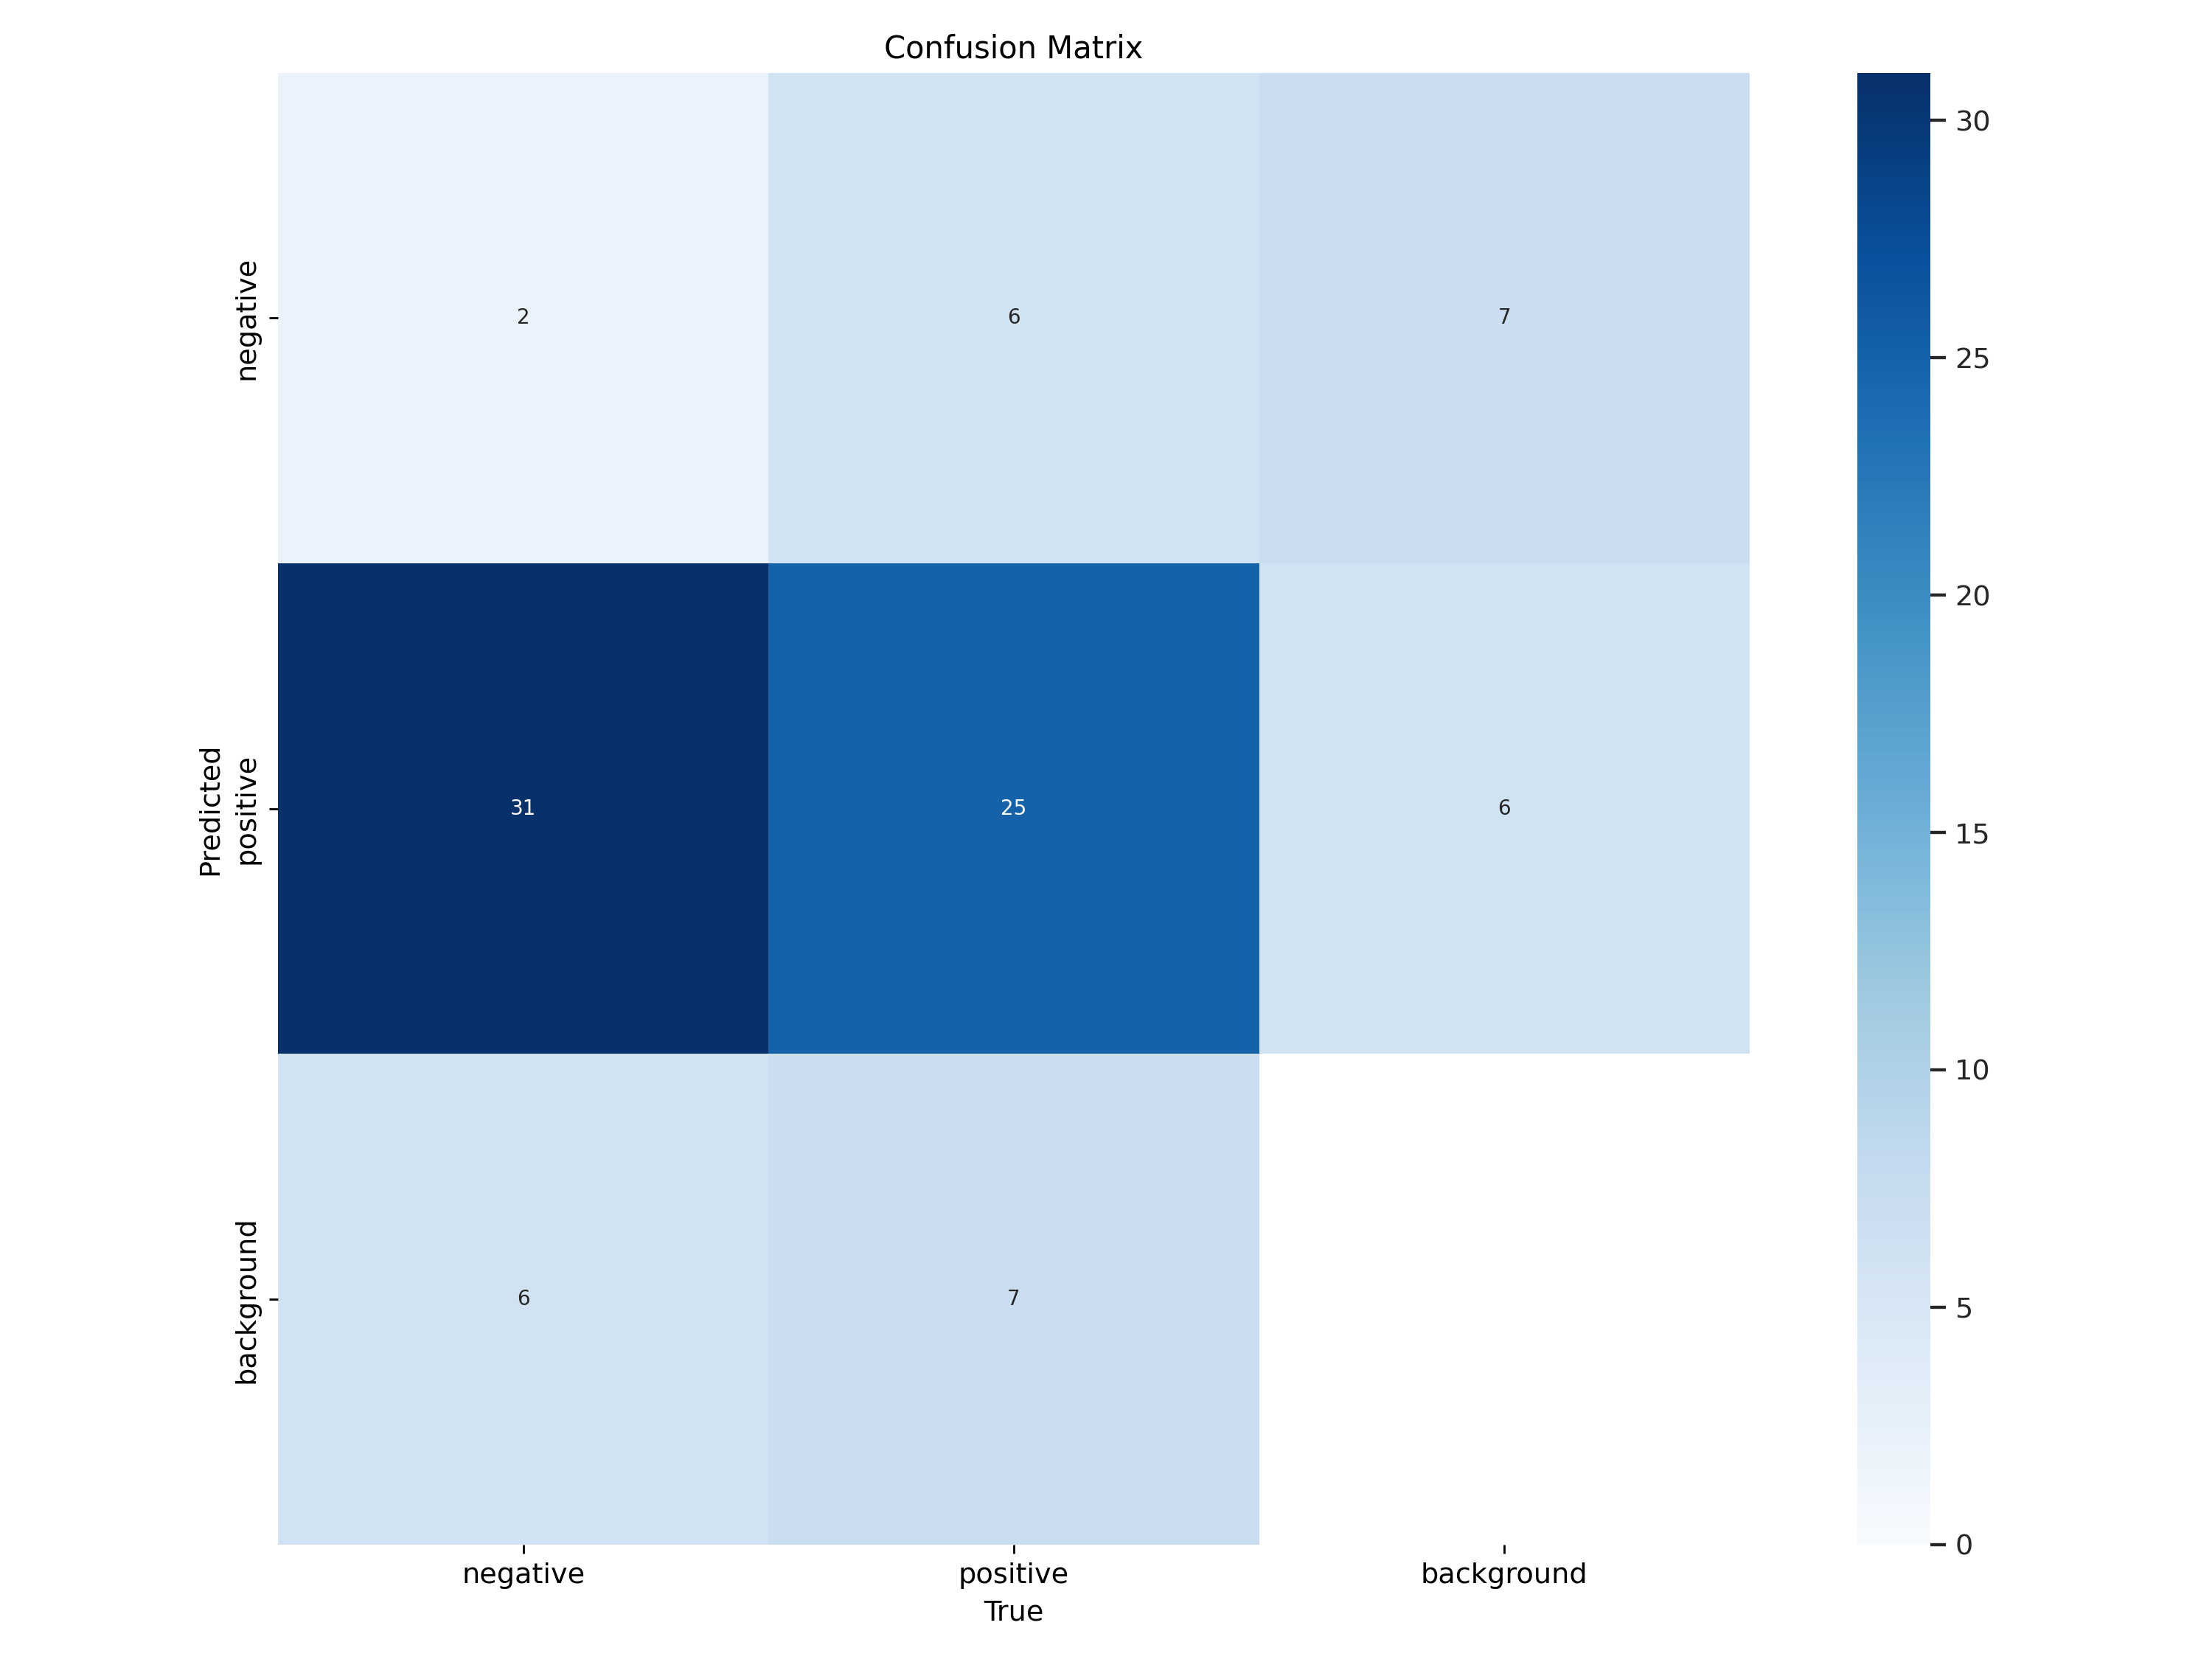 Confusion Matrix
negative
2
6
7
Predicted
positive
31
25
6
background
6
7
negative
positive
background
True
30
25
20
15
10
5
0